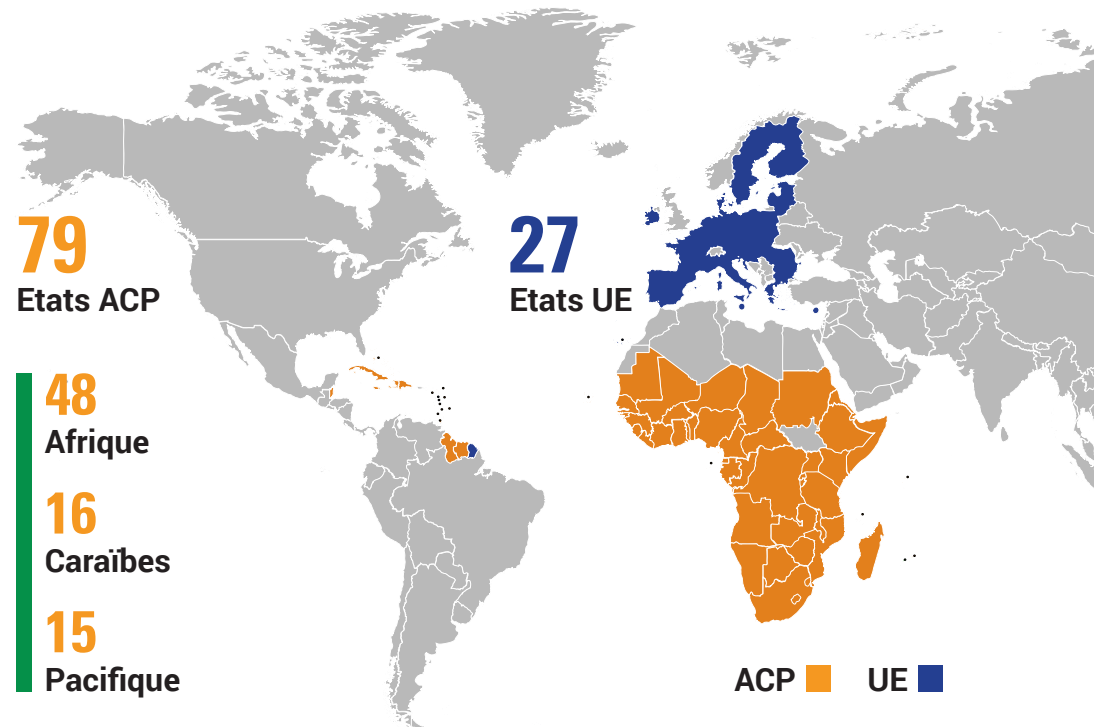 79
Etats ACP
27
Etats UE
48
Afrique
16
Caraïbes
15
Pacifique
ACP
UE